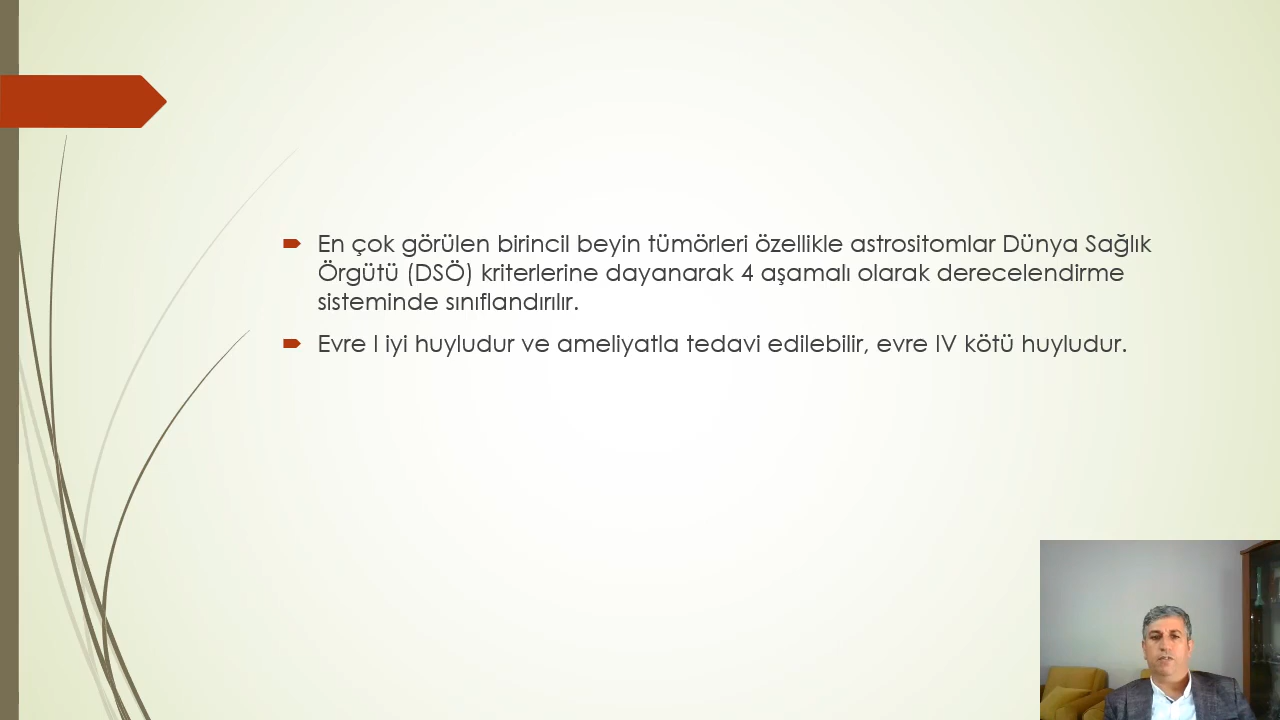 En çok görülen birincil beyin tümörleri özellikle astrositomlar Dünya Sağlık
Örgütü (DSÖ) kriterlerine dayanarak 4 aşamalı olarak derecelendirme
sisteminde sınıflandırılır.
Evre I iyi huyludur ve ameliyatla tedavi edilebilir, evre IV kötü huyludur.